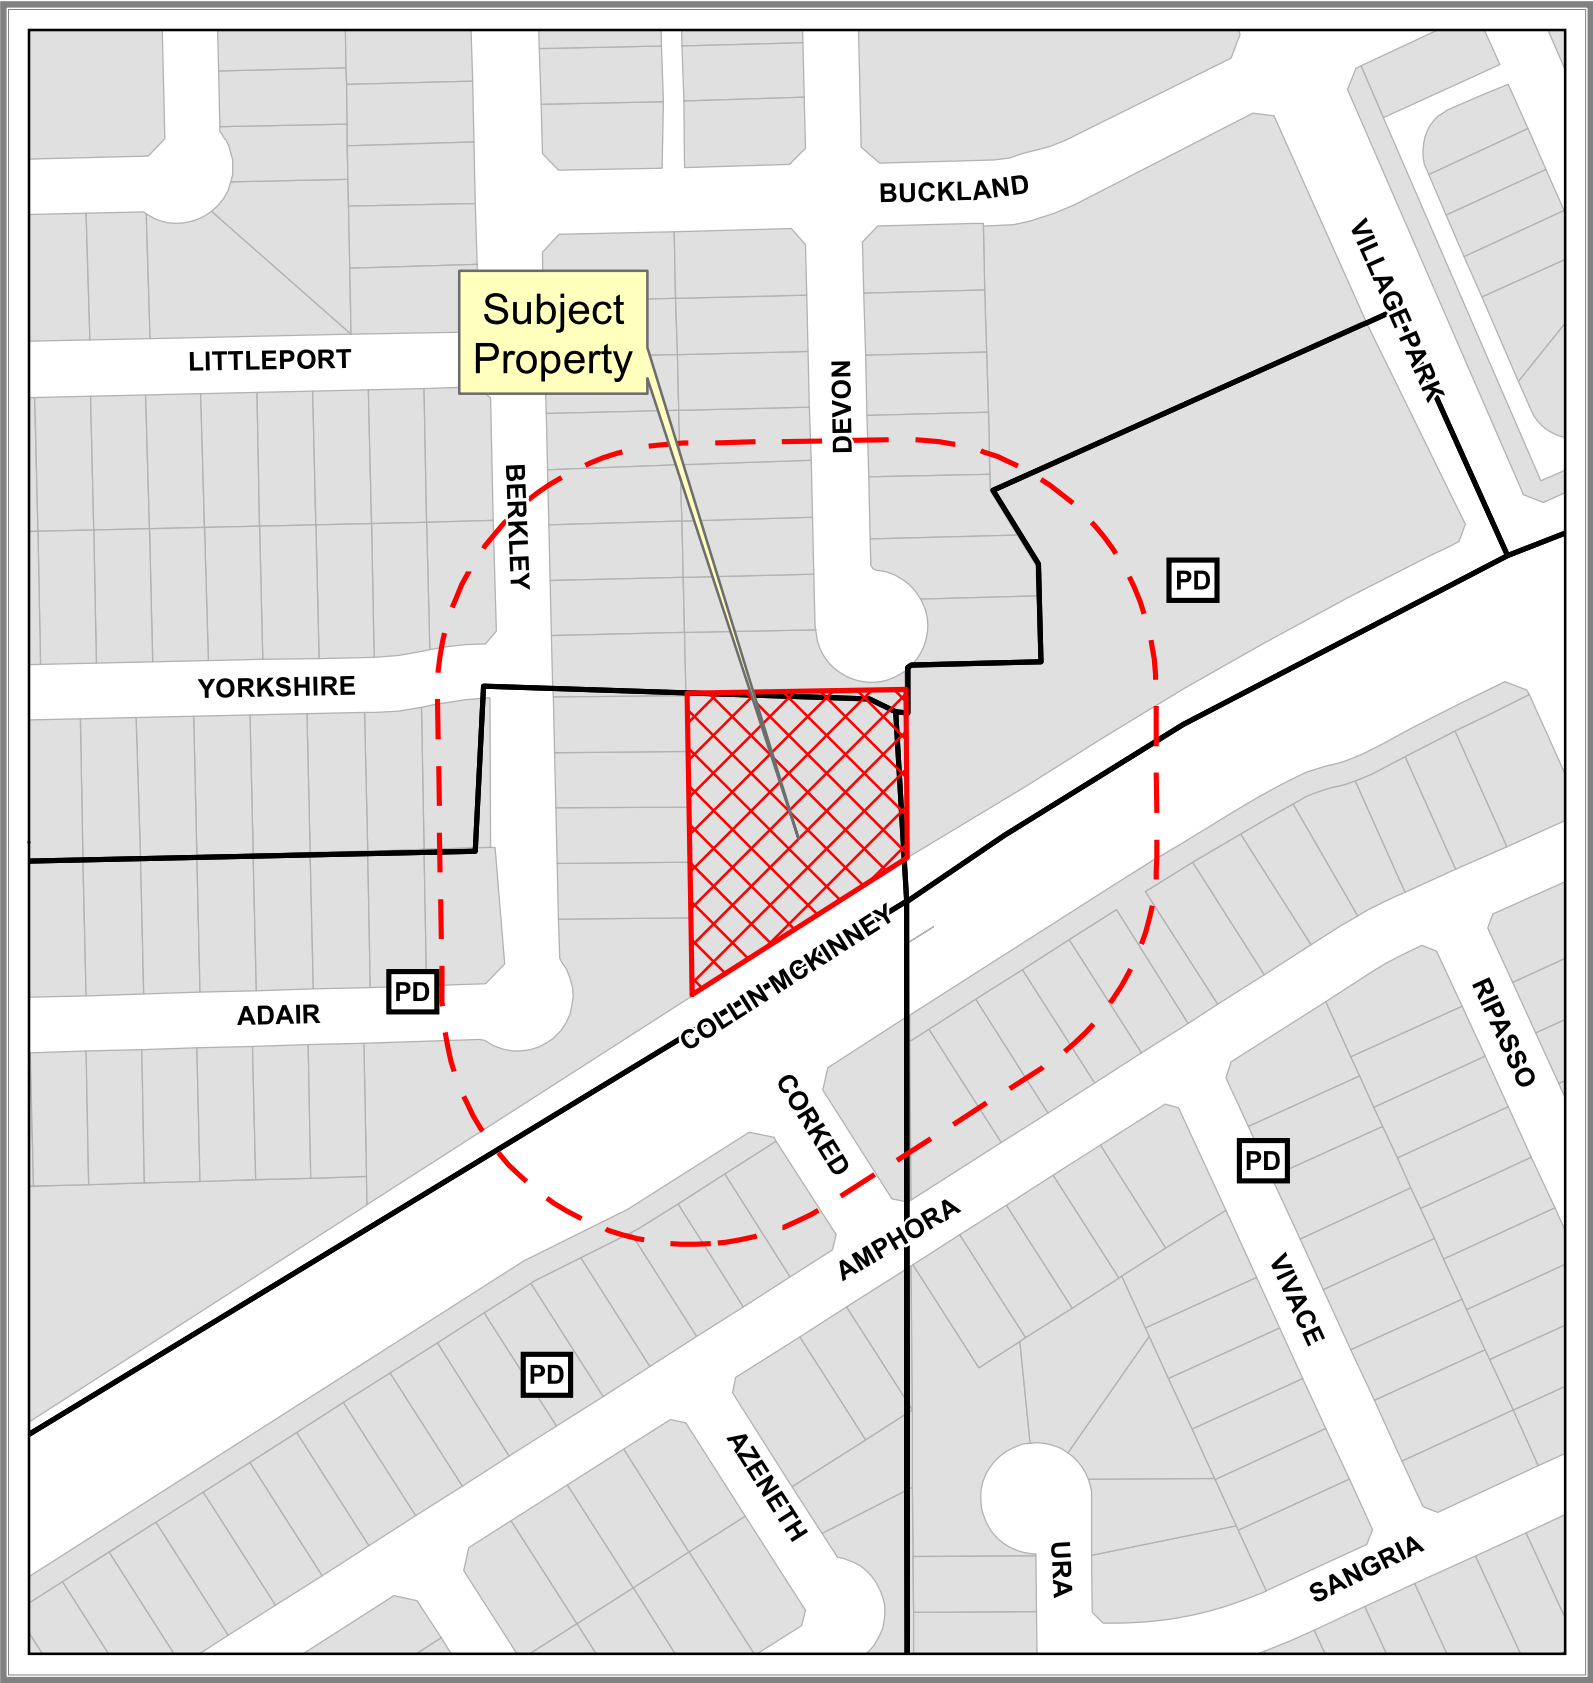 BUCKLAND
VILLAGE PARK
Subject
Property
LITTLEPORT
DEVON
BERKLEY
PD
YORKSHIRE
COLLIN MCKINNEY
PD
ADAIR
RIPASSO
CORKED
PD
AMPHORA
VIVACE
PD
AZENETH
URA
SANGRIA